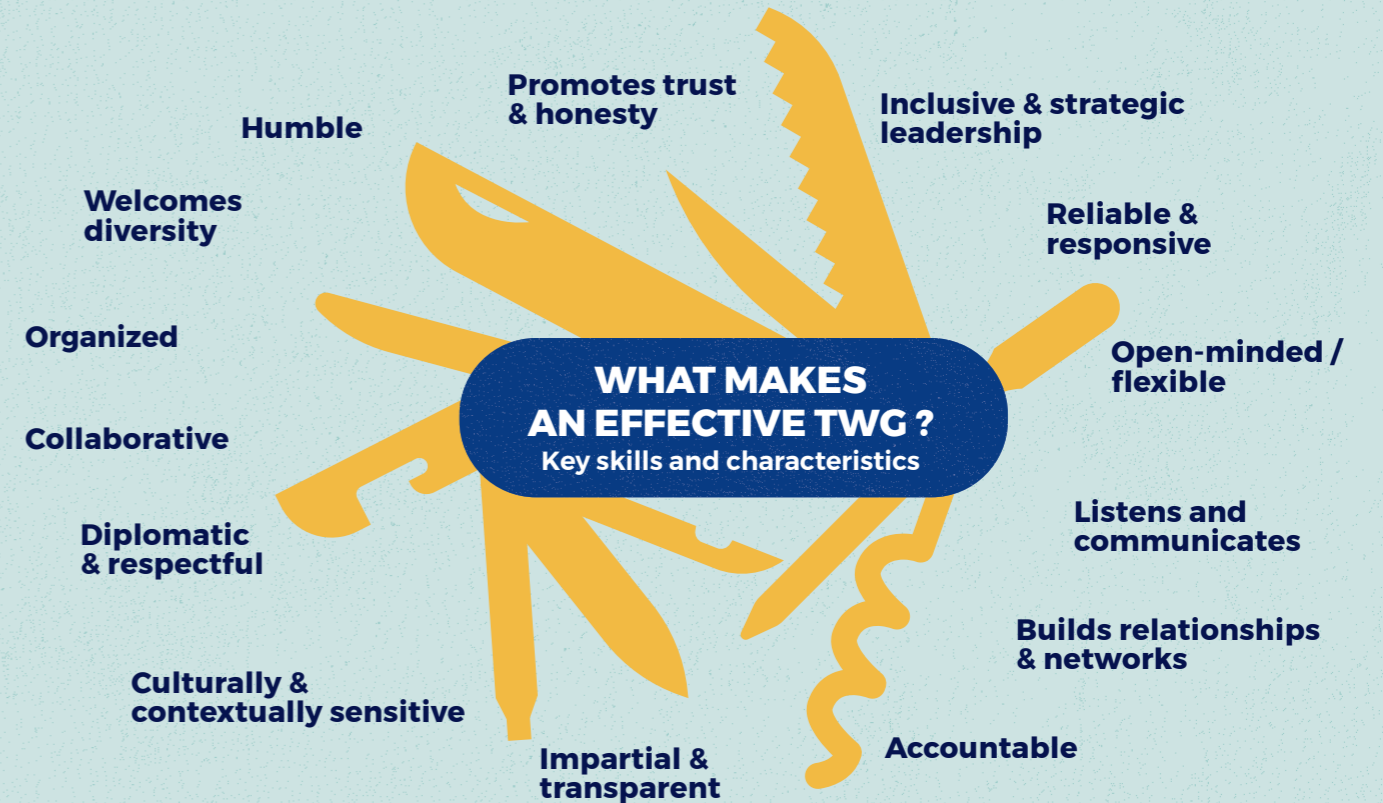 WHAT MAKES
AN EFFECTIVE TWG ?
Key skills and characteristics
Promotes trust
& honesty
Inclusive & strategic
leadership
Reliable &
responsive
Open-minded /
flexible
Listens and
communicates
Builds relationships
& networks
Accountable
Impartial &
transparent
Culturally &
contextually sensitive
Diplomatic
& respectful
Collaborative
Organized
Welcomes
diversity
Humble